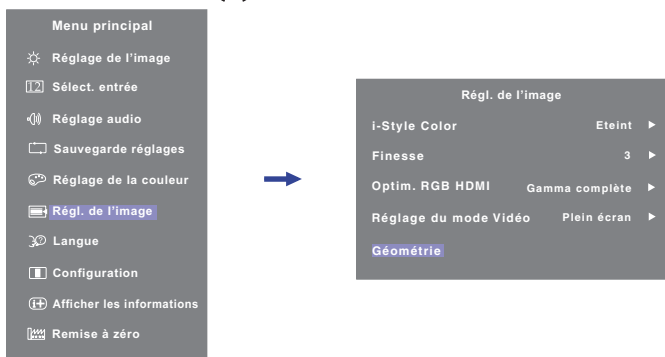 Menu principal
Réglage de l'image
Sélect. entrée
Réglage audio
Sauvegarde réglages
Réglage de la couleur
Régl. de l'image
Langue
Configuration
Afficher les informations
Remise à zéro
Régl. de l'image
i-Style Color Eteint
Finesse 3
Optim. RGB HDMI Gamma complète
Réglage du mode Vidéo Plein écran
Géométrie